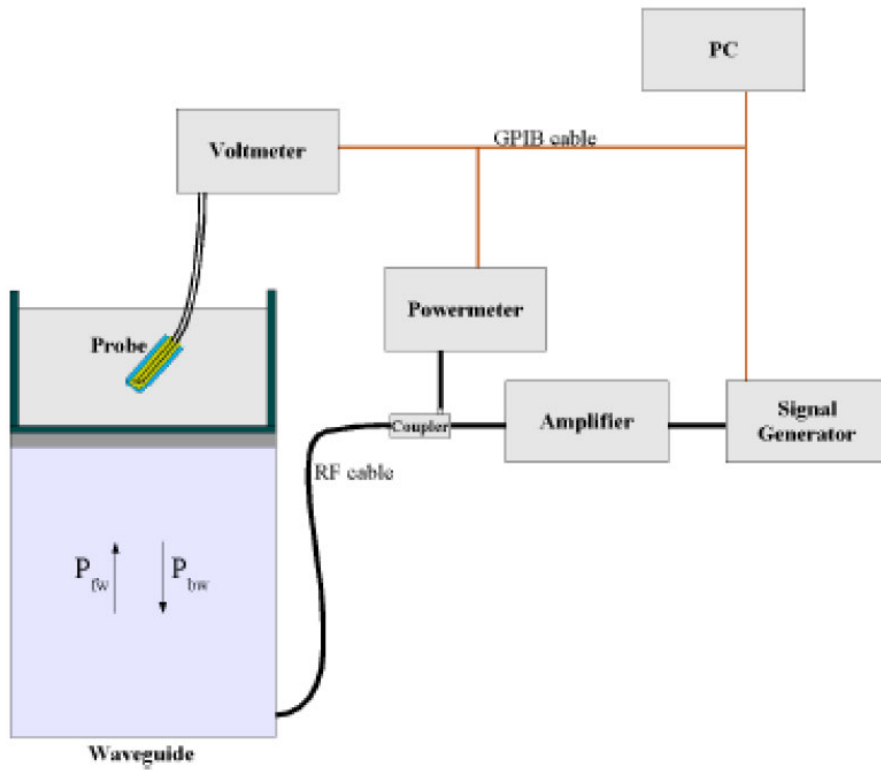 PC
GPIB cable
Voltmeter
Powermeter
Probe
Coupler
Amplifier
Signal
Generator
RF cable
P fw
P bw
Waveguide